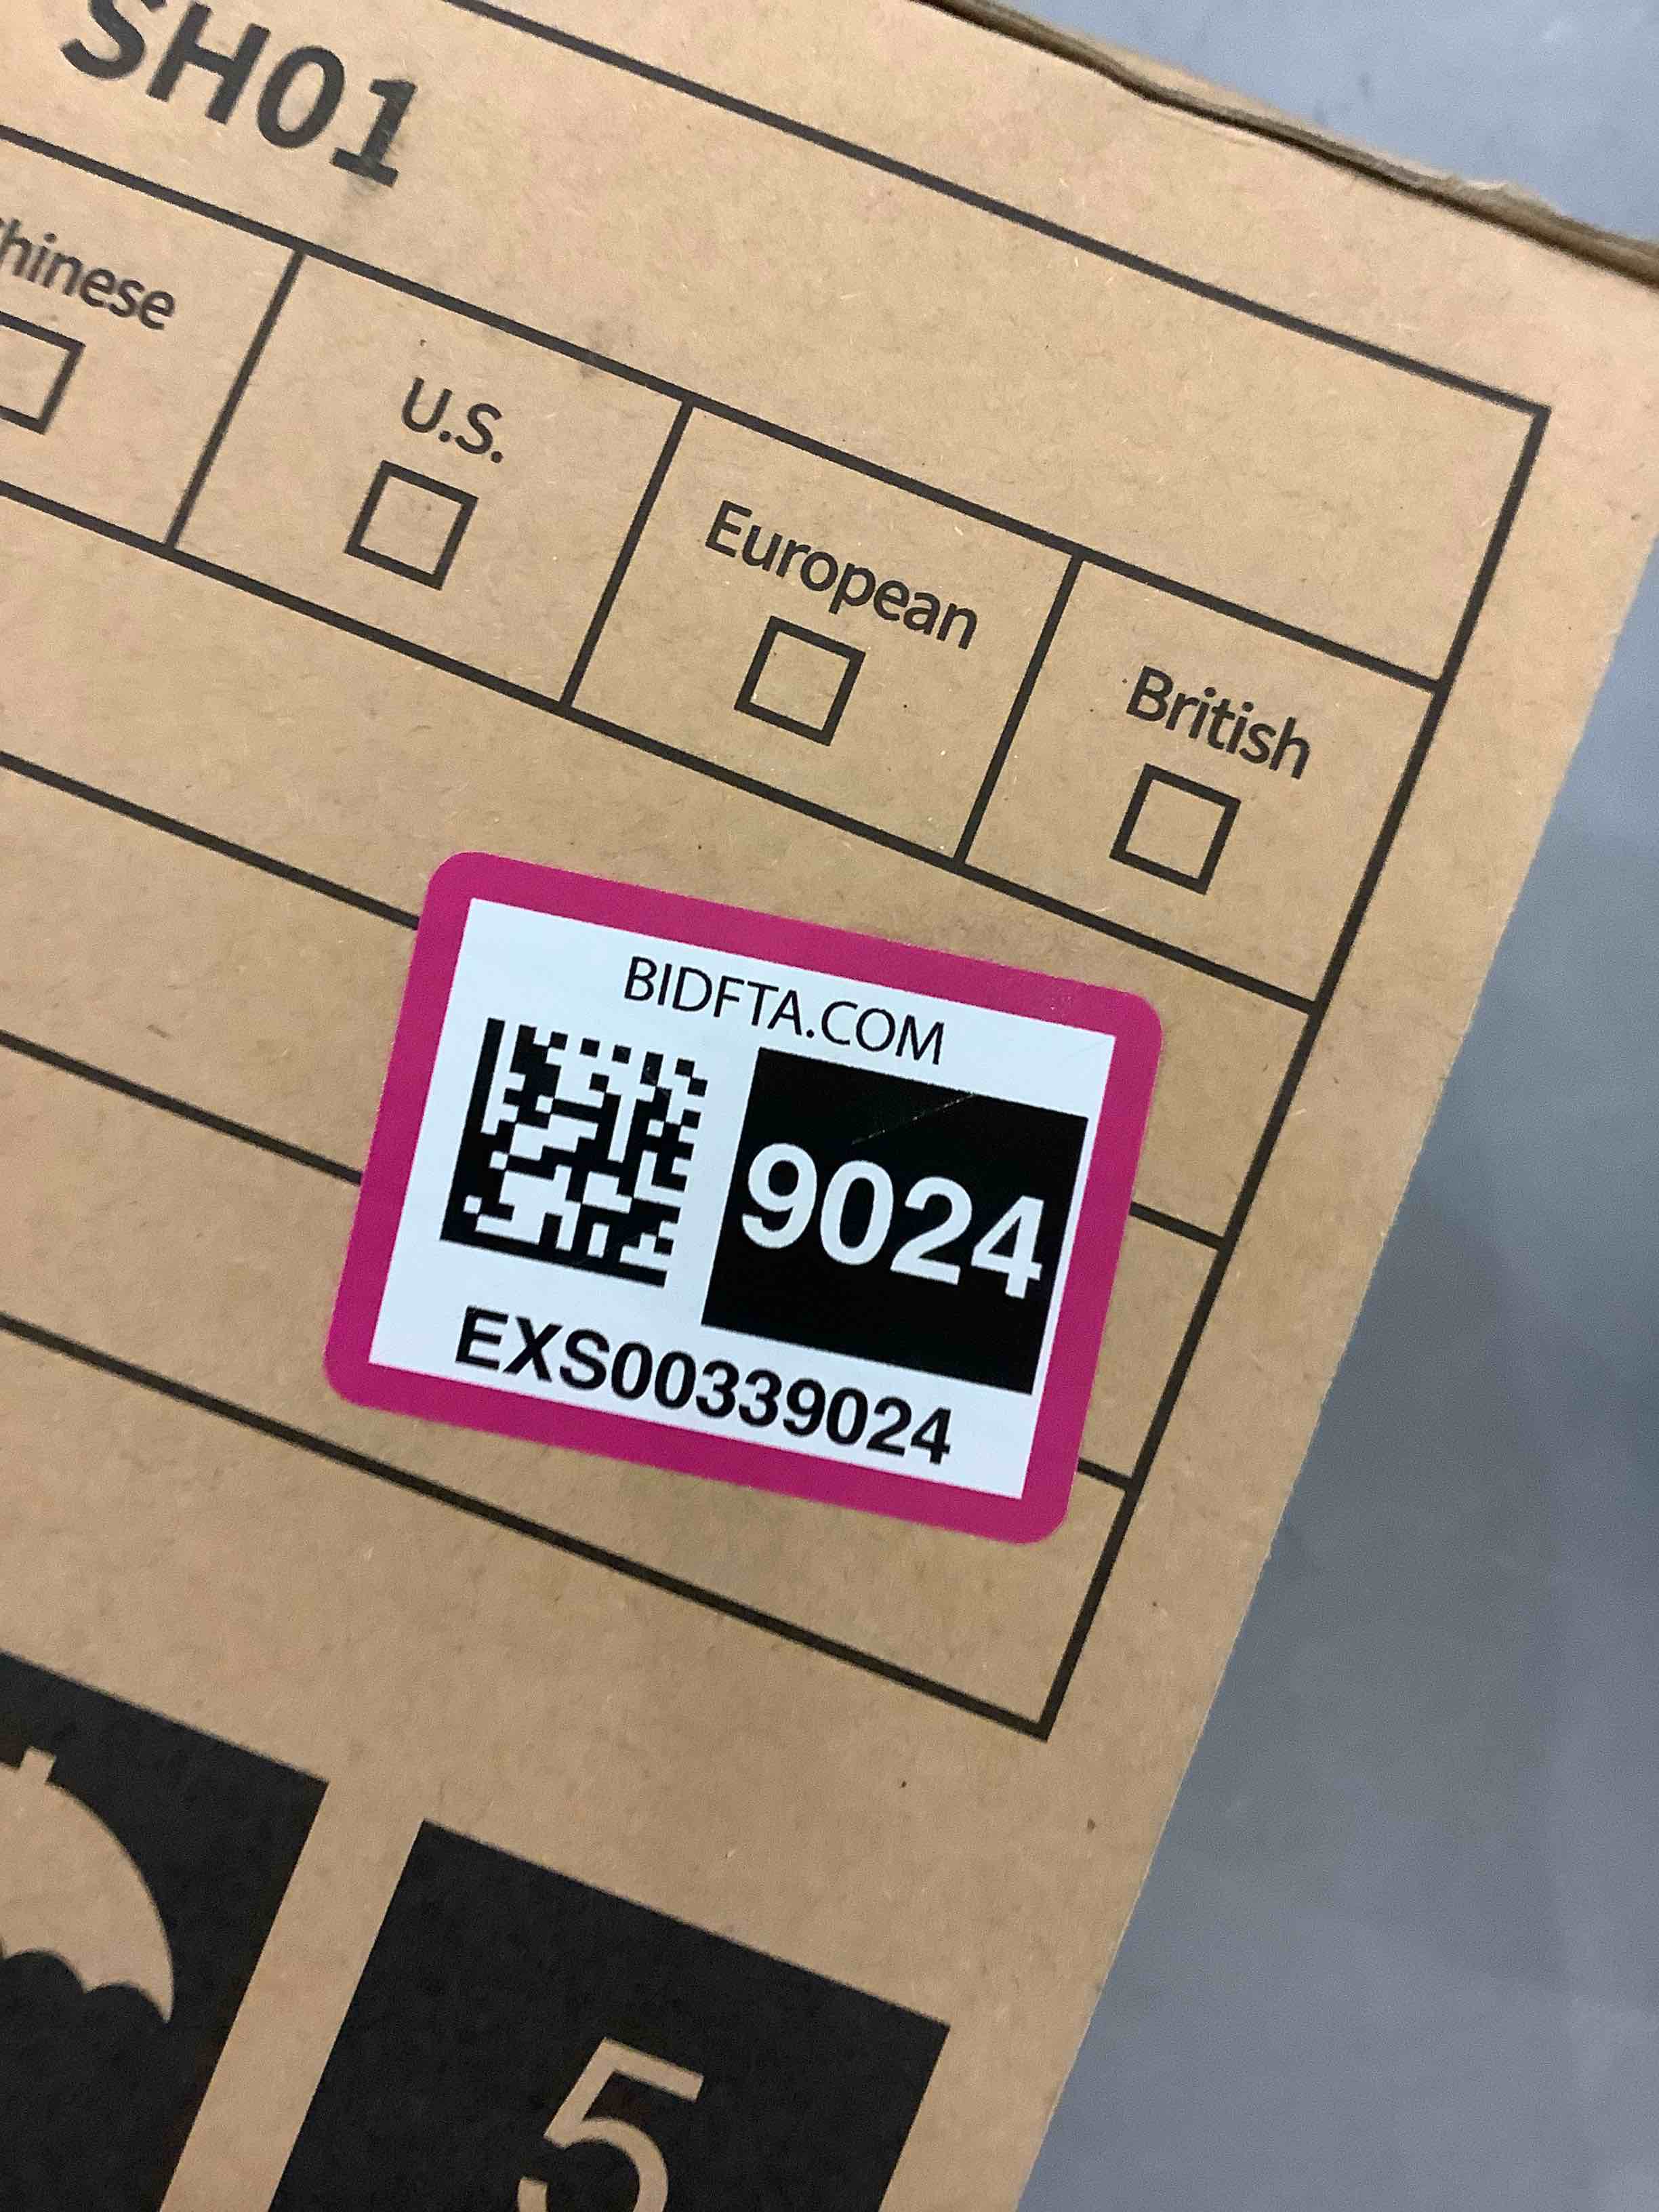 SH01
hinese
U.S.
European
British
BIDFTA.COM
9024
EXS00339024
5